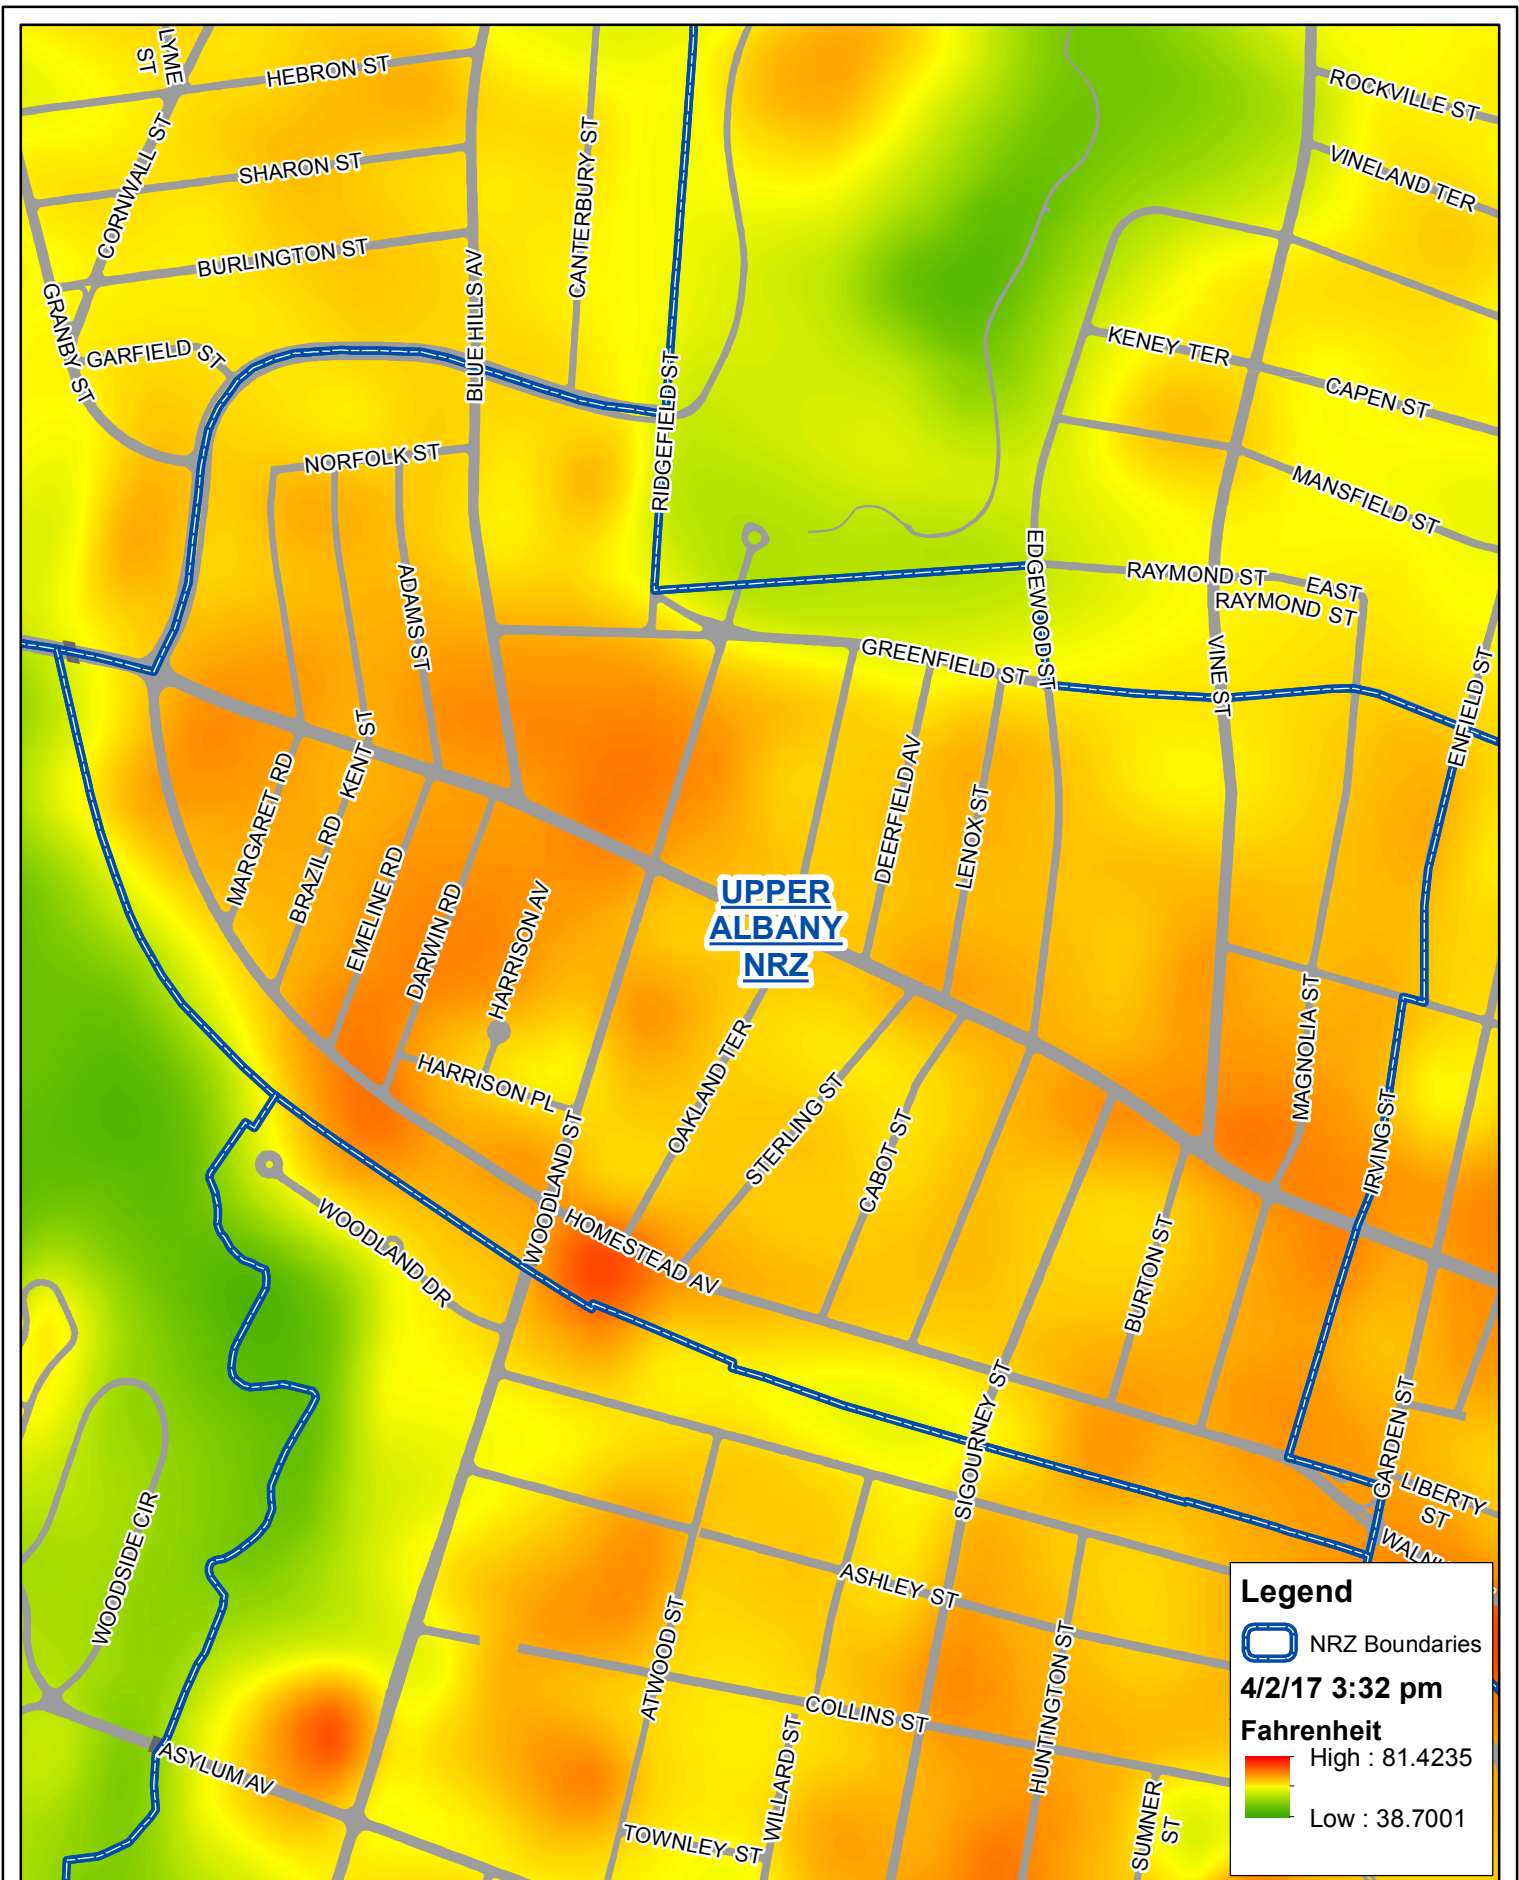 LYME
ST
HEBRON ST
ROCKVILLE ST
CORNWALL ST
SHARON ST
CANTERBURY ST
VINELAND TER
BURLINGTON ST
BLUE HILLS AV
GRANBY ST
GARFIELD ST
RIDGEFIELD ST
KENEY TER
CAPEN ST
NORFOLK ST
MANSFIELD ST
ADAMS ST
EDGEWOOD ST
RAYMOND ST
EAST
RAYMOND ST
GREENFIELD ST
VINE ST
ENFIELD ST
MARGARET RD
KENT ST
BRAZIL RD
EMELINE RD
DARWIN RD
HARRISON AV
DEERFIELD AV
LENOX ST
UPPER
ALBANY
NRZ
HARRISON PL
OAKLAND TER
STERLING ST
CABOT ST
MAGNOLIA ST
IRVING ST
WOODLAND ST
HOMESTEAD AV
WOODLAND DR
BURTON ST
SIGOURNEY ST
GARDEN ST
LIBERTY
ST
WOODSIDE CIR
ASHLEY ST
ATWOOD ST
HUNTINGTON ST
COLLINS ST
WILLARD ST
ASYLUM AV
TOWNLEY ST
SUMNER
ST
Legend
NRZ Boundaries
4/2/17 3:32 pm
Fahrenheit
High : 81.4235
Low : 38.7001